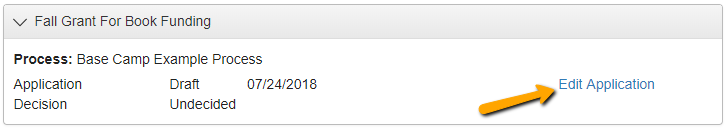 Fall Grant For Book Funding
Process: Base Camp Example Process
Application Draft 07/24/2018 Edit Application
Decision Undecided